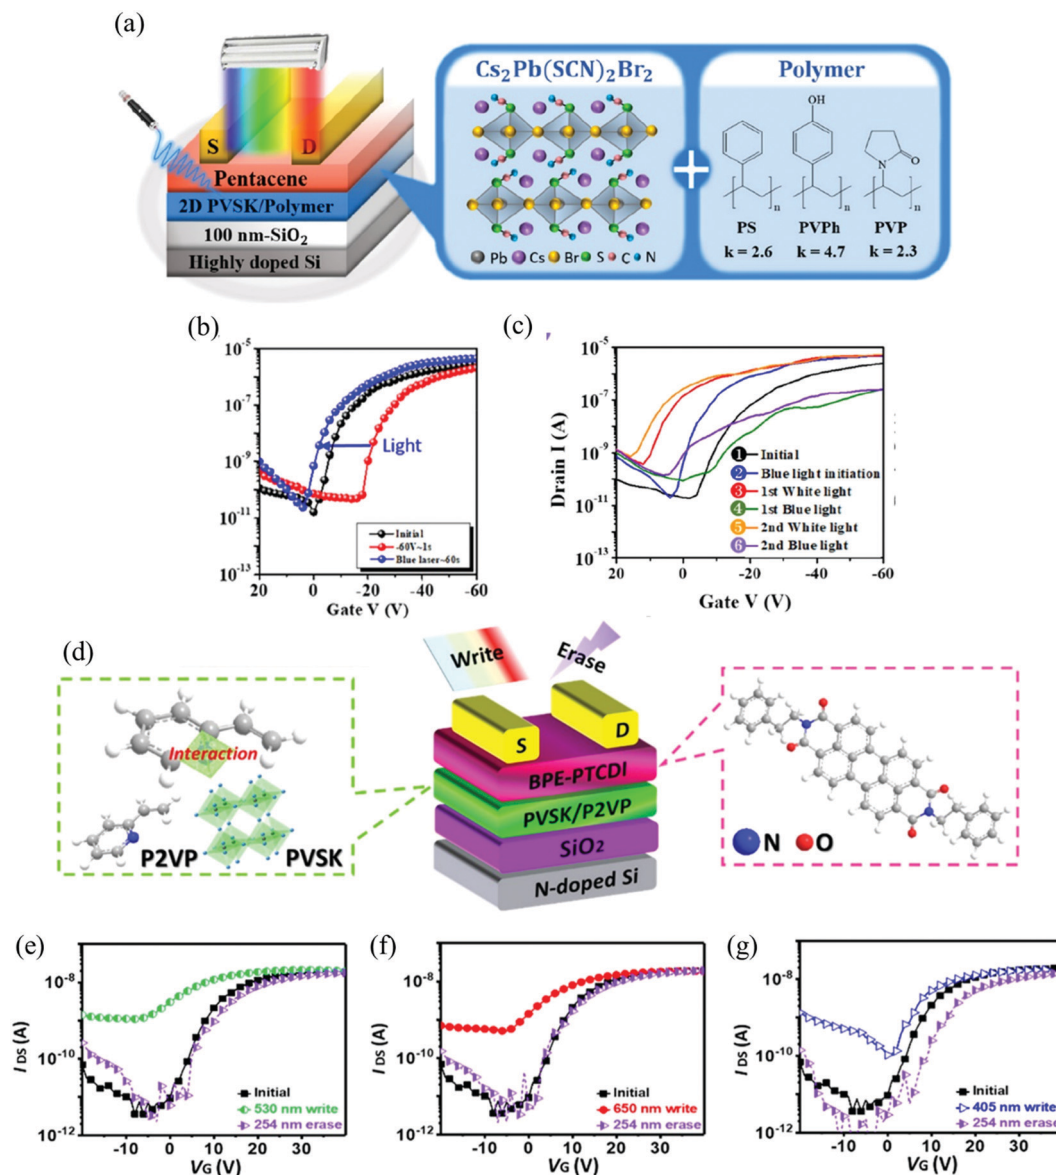 (a)
S
D
Pentacene
2D PVSK/Polymer
100 nm-SiO₂
Highly doped Si
Cs₂Pb(SCN)₂Br₂
Pb Cs Br S C N
+
Polymer
OH
N
O
n
n
n
PS PVPh PVP
k = 2.6 k = 4.7 k = 2.3
(b)
10⁻⁵
10⁻⁷
10⁻⁹
10⁻¹¹
10⁻¹³
Light
Initial
-60V~1s
Blue laser~60s
20 0 -20 -40 -60
Gate V (V)
(c)
Drain I (A)
10⁻⁵
10⁻⁷
10⁻⁹
10⁻¹¹
10⁻¹³
1 Initial
2 Blue light initiation
3 1st White light
4 1st Blue light
5 2nd White light
6 2nd Blue light
20 0 -20 -40 -60
Gate V (V)
(d)
Interaction
P2VP
PVSK
Write
Erase
S
D
BPE-PTCDI
PVSK/P2VP
SiO₂
N-doped Si
N O
(e)
I DS (A)
10⁻⁸
10⁻¹⁰
10⁻¹²
Initial
530 nm write
254 nm erase
-10 0 10 20 30
VG (V)
(f)
I DS (A)
10⁻⁸
10⁻¹⁰
10⁻¹²
Initial
650 nm write
254 nm erase
-10 0 10 20 30
VG (V)
(g)
I DS (A)
10⁻⁸
10⁻¹⁰
10⁻¹²
Initial
405 nm write
254 nm erase
-10 0 10 20 30
VG (V)